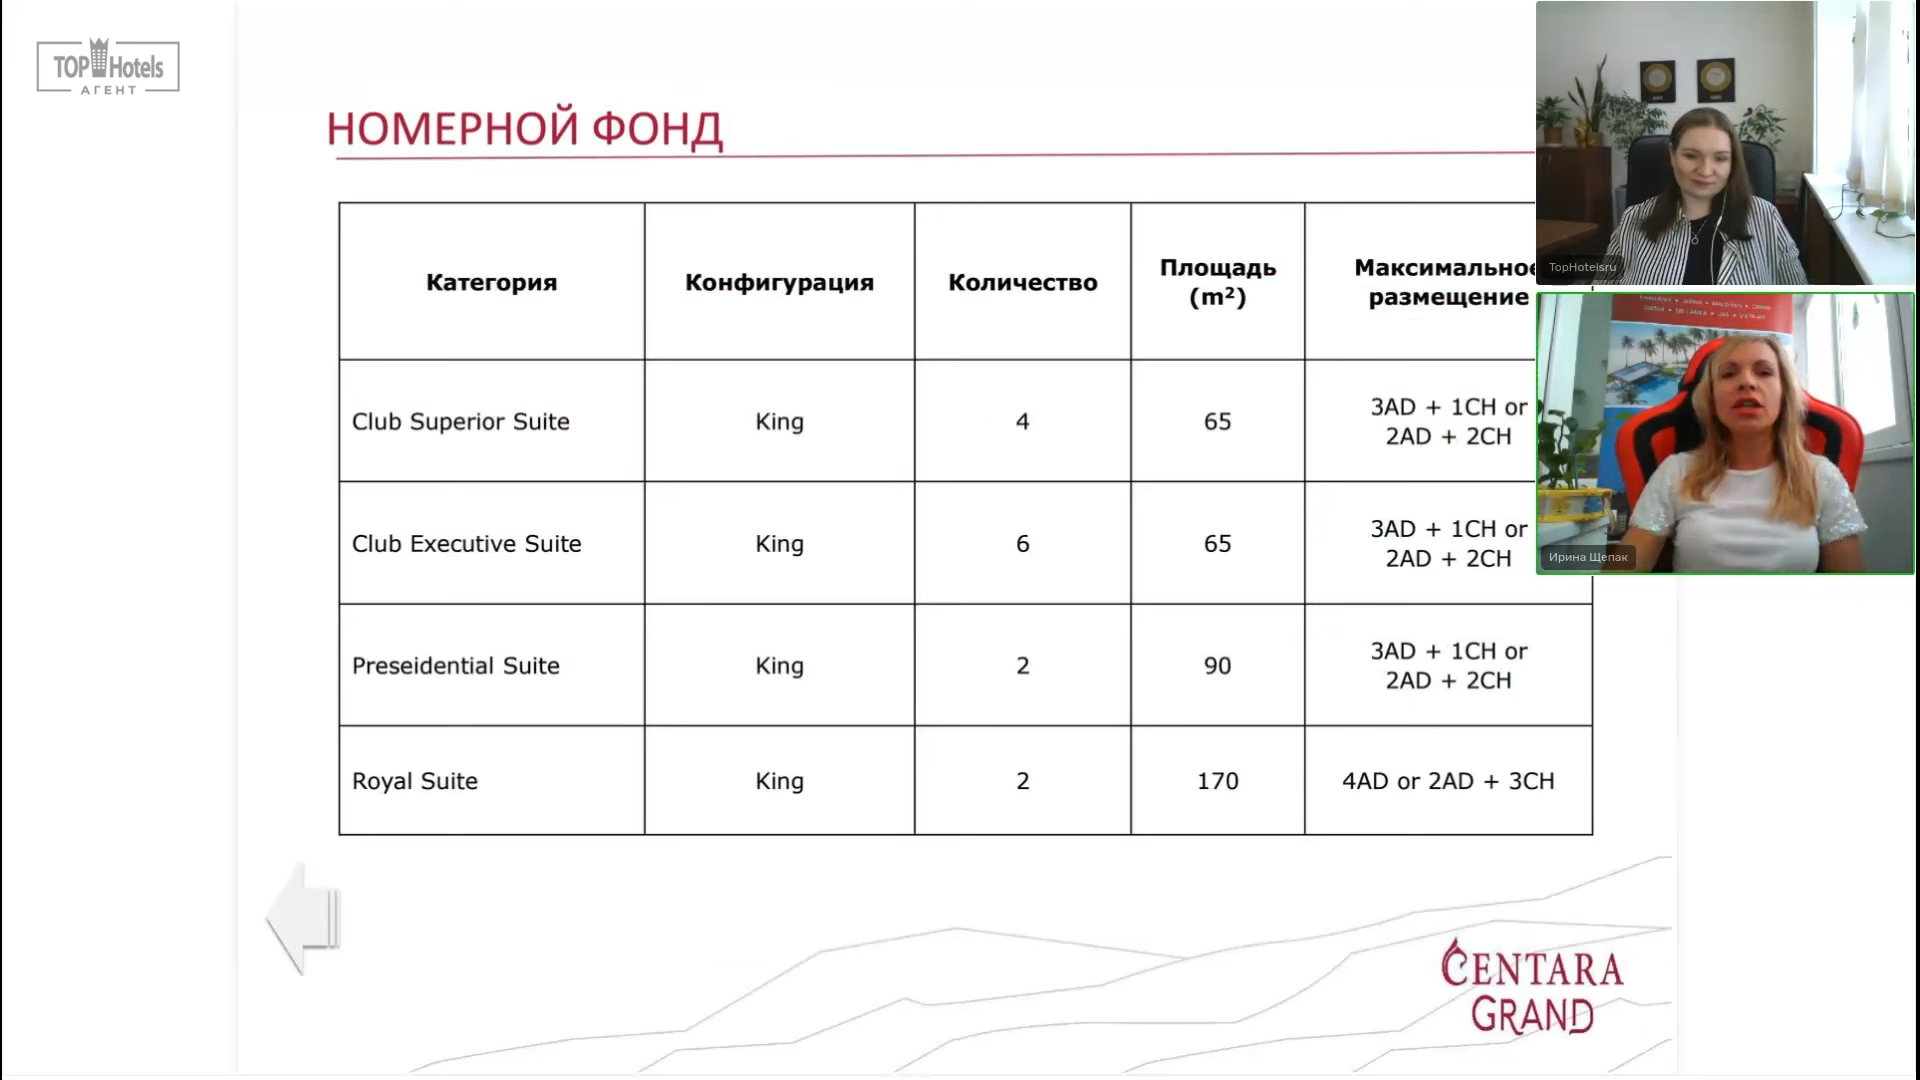 TOP Hotels
АГЕНТ
НОМЕРНОЙ ФОНД
Категория
Конфигурация
Количество
Площадь
(m²)
Максимальное
размещение
Club Superior Suite
King
4
65
3AD + 1CH or
2AD + 2CH
Club Executive Suite
King
6
65
3AD + 1CH or
2AD + 2CH
Preseidential Suite
King
2
90
3AD + 1CH or
2AD + 2CH
Royal Suite
King
2
170
4AD or 2AD + 3CH
TopHotelsru
Ирина Щепак
CENTARA
GRAND